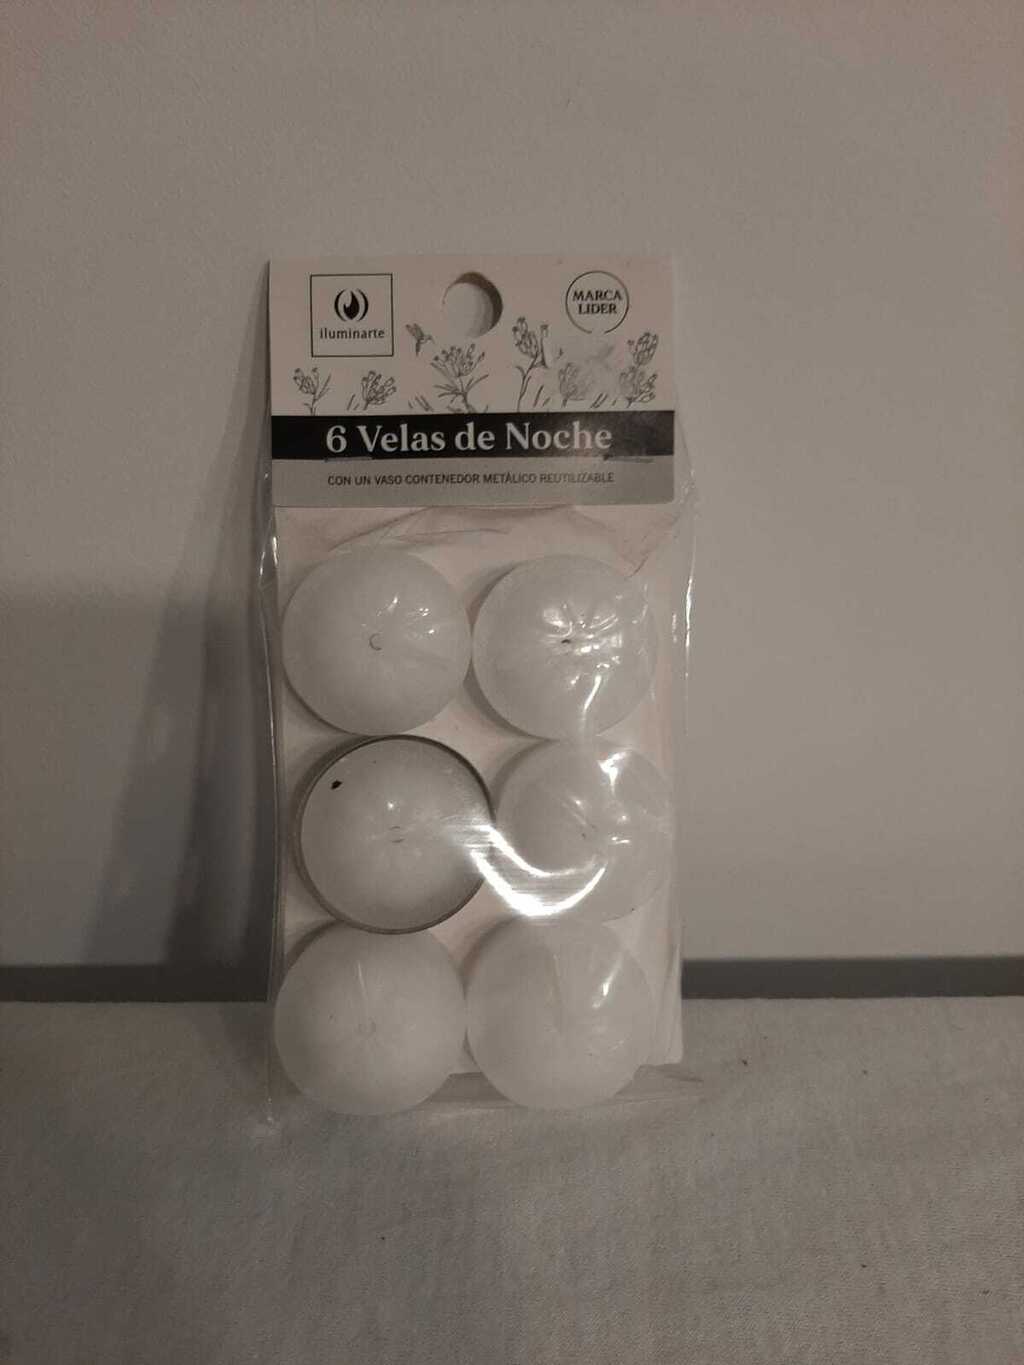 iluminarte
MARCA
LIDER
6 Velas de Noche
CON UN VASO CONTENEDOR METÁLICO REUTILIZABLE